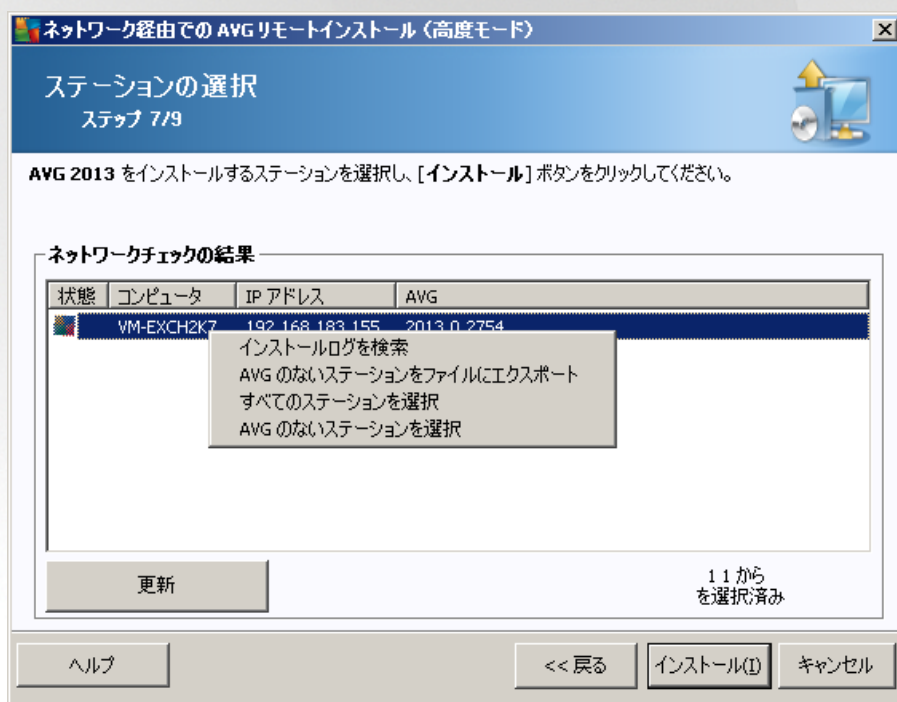 ネットワーク経由での AVG リモートインストール（高度モード）
ステーションの選択
ステップ 7/9
AVG 2013 をインストールするステーションを選択し、[インストール] ボタンをクリックしてください。
ネットワークチェックの結果
状態 コンピュータ IP アドレス AVG
VM-EXCH2K7 192.168.183.155 2013.0.2754
インストールログを検索
AVG のないステーションをファイルにエクスポート
すべてのステーションを選択
AVG のないステーションを選択
更新
1 1 から
を選択済み
ヘルプ
<< 戻る
インストール(I)
キャンセル